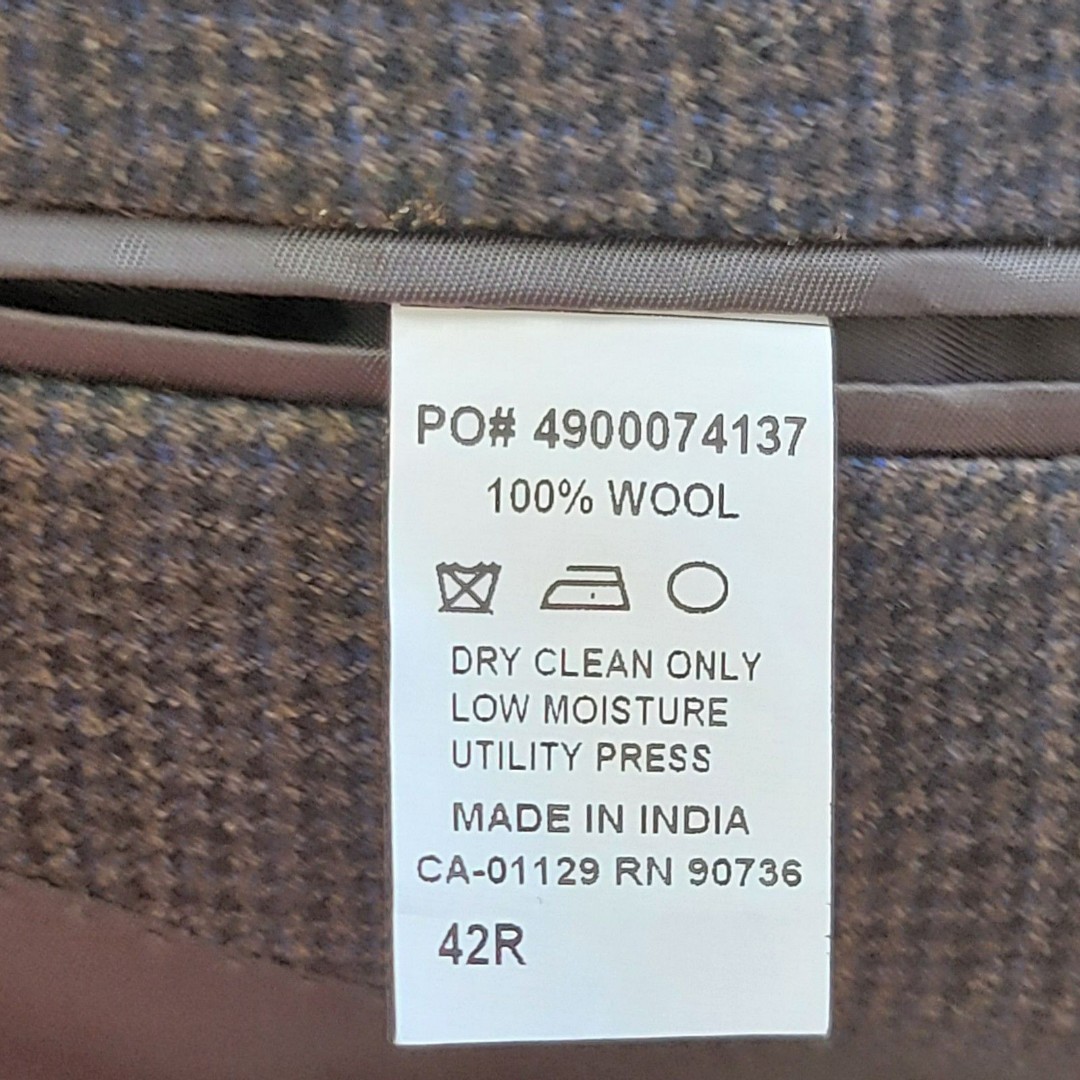 PO# 4900074137
100% WOOL
DRY CLEAN ONLY
LOW MOISTURE
UTILITY PRESS
MADE IN INDIA
CA-01129 RN 90736
42R